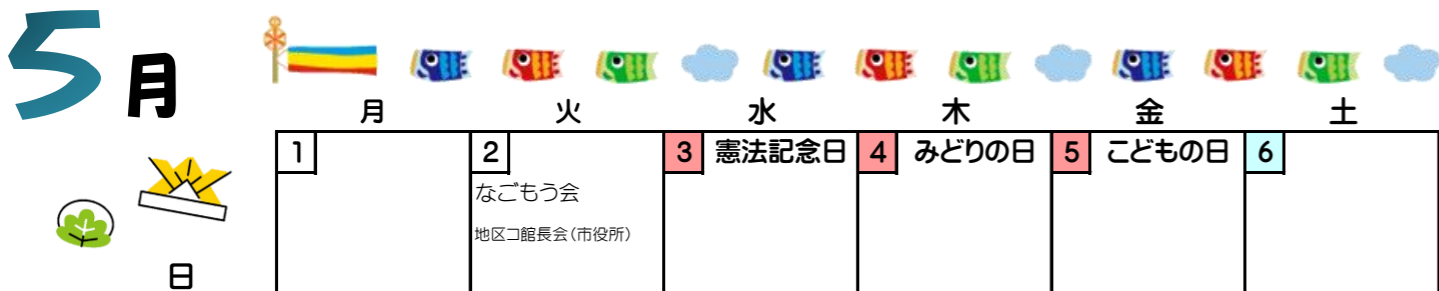 5月
月 火 水 木 金 土
1 2 3 憲法記念日 4 みどりの日 5 こどもの日 6
なごもう会
地区コ館長会(市役所)
日